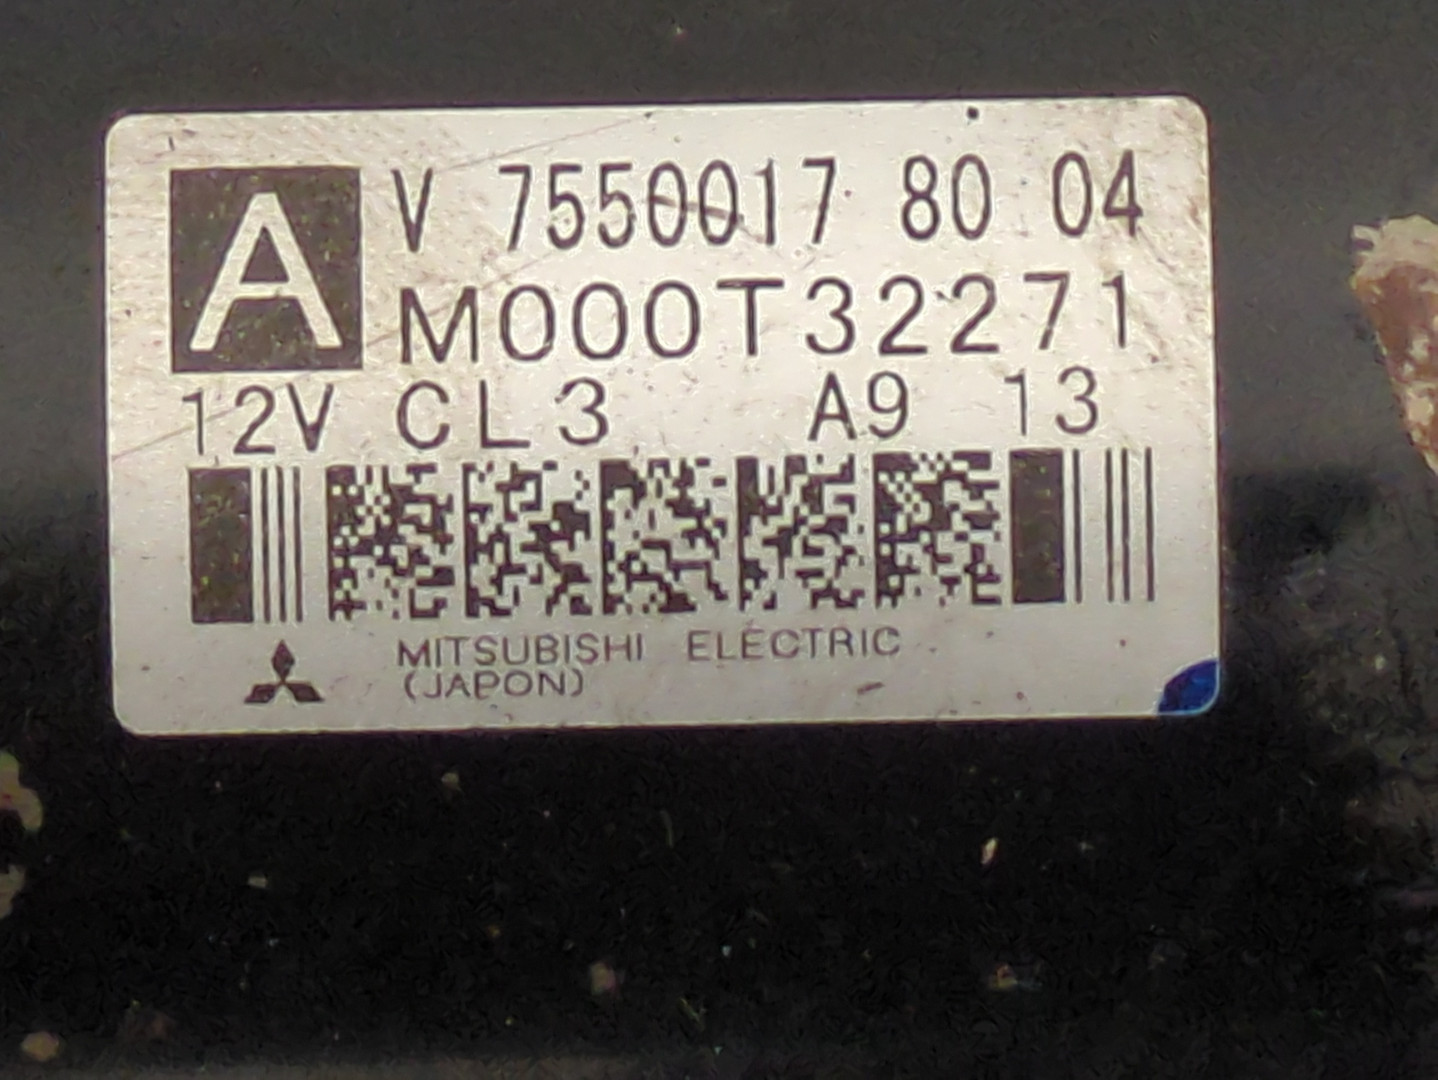 A
V 7550017 80 04
M000T32271
12V CL3 A9 13
MITSUBISHI ELECTRIC
(JAPON)